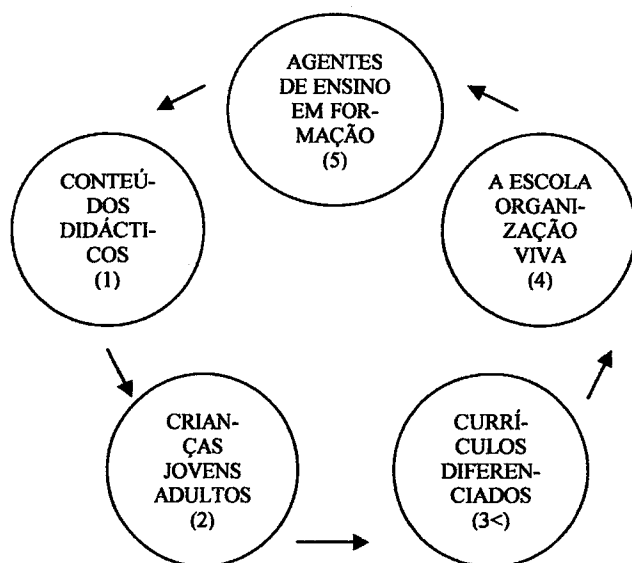 AGENTES
DE ENSINO
EM FOR-
MAÇÃO
(5)
CONTEÚ-
DOS
DIDÁCTI-
COS
(1)
A ESCOLA
ORGANI-
ZAÇÃO
VIVA
(4)
CRIAN-
ÇAS
JOVENS
ADULTOS
(2)
CURRÍ-
CULOS
DIFEREN-
CIADOS
(3<)